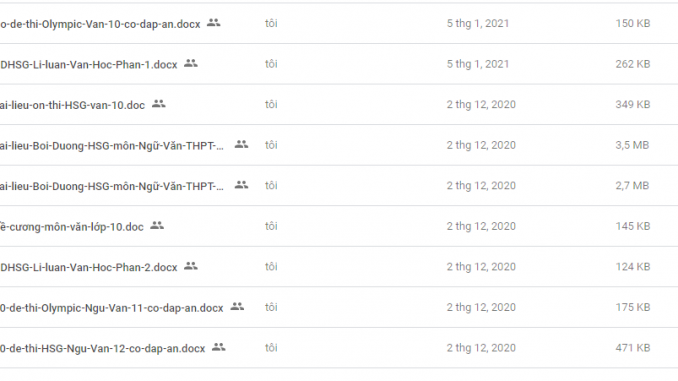 o-de-thi-Olympic-Van-10-co-dap-an.docx tôi 5 thg 1, 2021 150 KB
DHSG-Li-luan-Van-Hoc-Phan-1.docx tôi 5 thg 1, 2021 262 KB
ai-lieu-on-thi-HSG-van-10.doc tôi 2 thg 12, 2020 349 KB
ai-lieu-Boi-Duong-HSG-môn-Ngữ-Văn-THPT-... tôi 2 thg 12, 2020 3,5 MB
ai-lieu-Boi-Duong-HSG-môn-Ngữ-Văn-THPT-... tôi 2 thg 12, 2020 2,7 MB
ề-cương-môn-văn-lớp-10.doc tôi 2 thg 12, 2020 145 KB
DHSG-Li-luan-Van-Hoc-Phan-2.docx tôi 2 thg 12, 2020 124 KB
0-de-thi-Olympic-Ngu-Van-11-co-dap-an.docx tôi 2 thg 12, 2020 175 KB
0-de-thi-HSG-Ngu-Van-12-co-dap-an.docx tôi 2 thg 12, 2020 471 KB